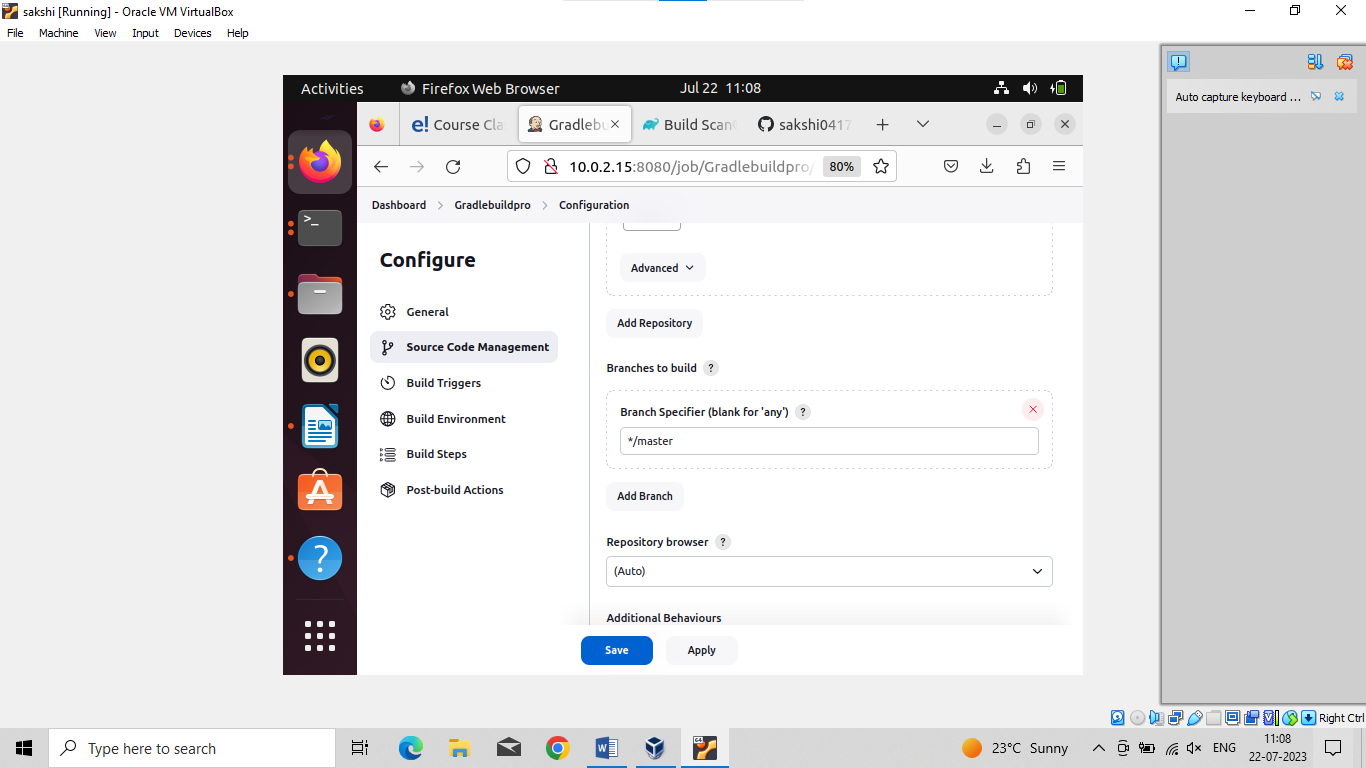 sakshi [Running] - Oracle VM VirtualBox
File Machine View Input Devices Help
Auto capture keyboard ...
Activities Firefox Web Browser Jul 22 11:08
e! Course Cla Gradlebu Build Scan sakshi0417
10.0.2.15:8080/job/Gradlebuildpro/ 80%
Dashboard Gradlebuildpro Configuration
Configure
General
Source Code Management
Build Triggers
Build Environment
Build Steps
Post-build Actions
Advanced
Add Repository
Branches to build ?
Branch Specifier (blank for 'any') ?
*/master
Add Branch
Repository browser ?
(Auto)
Additional Behaviours
Save Apply
Right Ctrl
Type here to search
23°C Sunny
ENG
11:08
22-07-2023